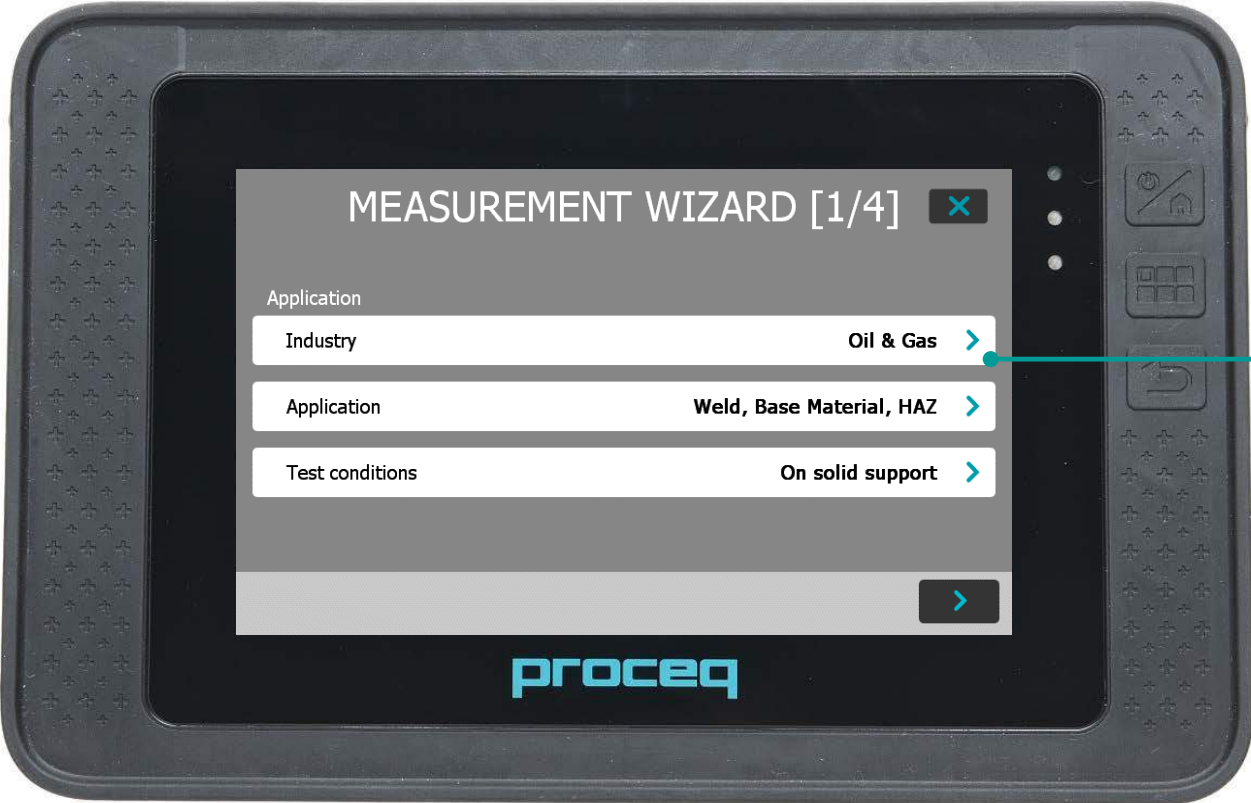 MEASUREMENT WIZARD [1/4]
Application
Industry Oil & Gas
Application Weld, Base Material, HAZ
Test conditions On solid support
proceq